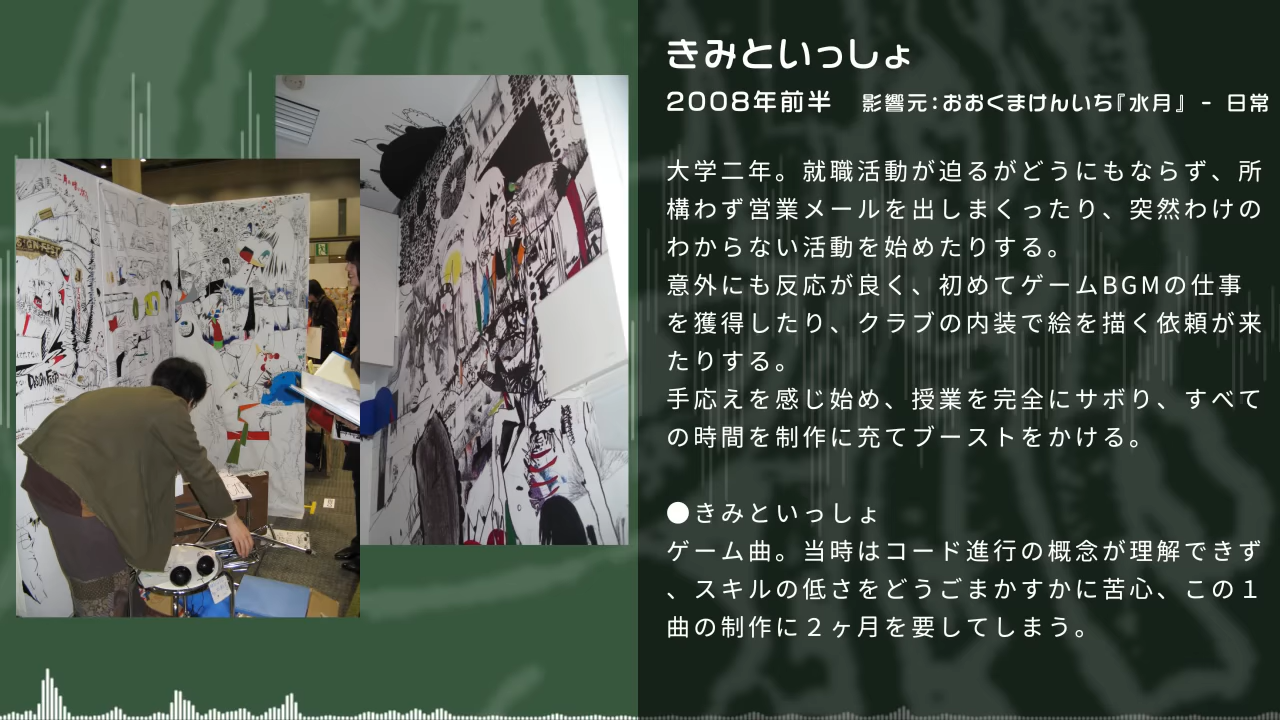 きみといっしょ
2008年前半　影響元：おおくまけんいち『水月』 - 日常
大学二年。就職活動が迫るがどうにもならず、所
構わず営業メールを出しまくったり、突然わけの
わからない活動を始めたりする。
意外にも反応が良く、初めてゲームBGMの仕事
を獲得したり、クラブの内装で絵を描く依頼が来
たりする。
手応えを感じ始め、授業を完全にサボり、すべて
の時間を制作に充てブーストをかける。
●きみといっしょ
ゲーム曲。当時はコード進行の概念が理解できず
、スキルの低さをどうごまかすかに苦心、この１
曲の制作に２ヶ月を要してしまう。